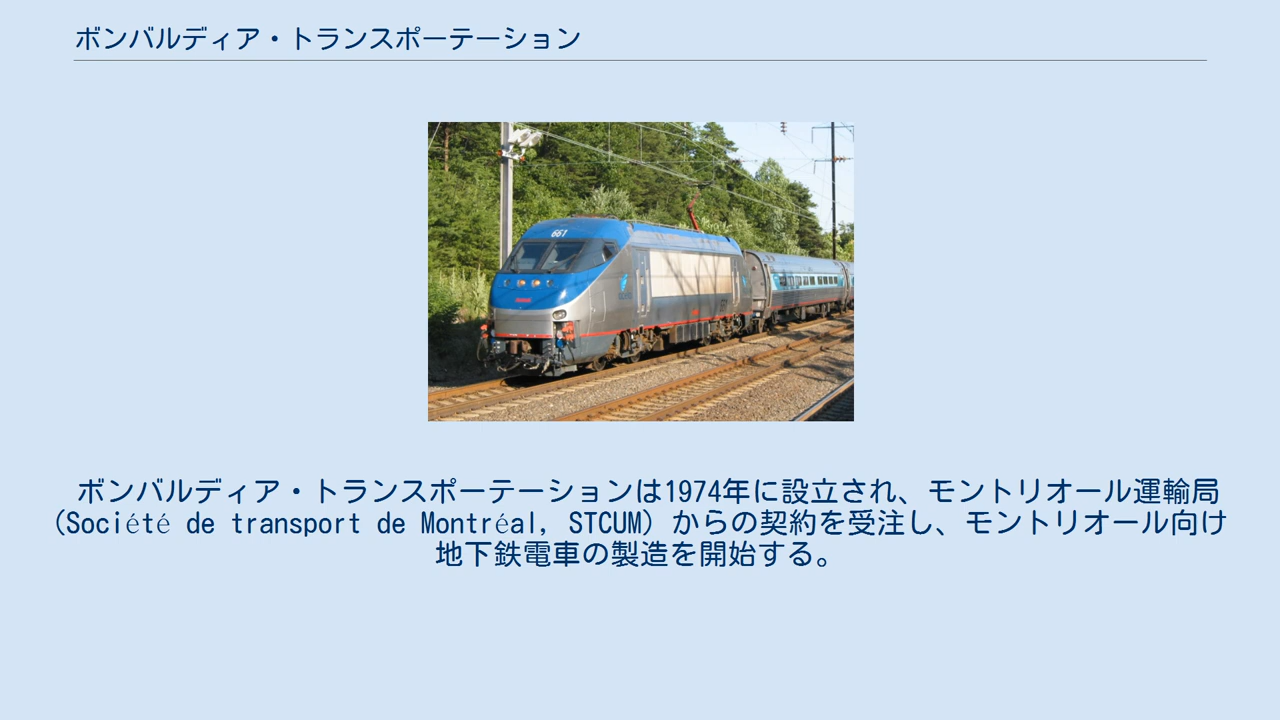 ボンバルディア・トランスポーテーション
661
ボンバルディア・トランスポーテーションは1974年に設立され、モントリオール運輸局
(Société de transport de Montréal, STCUM) からの契約を受注し、モントリオール向け
地下鉄電車の製造を開始する。